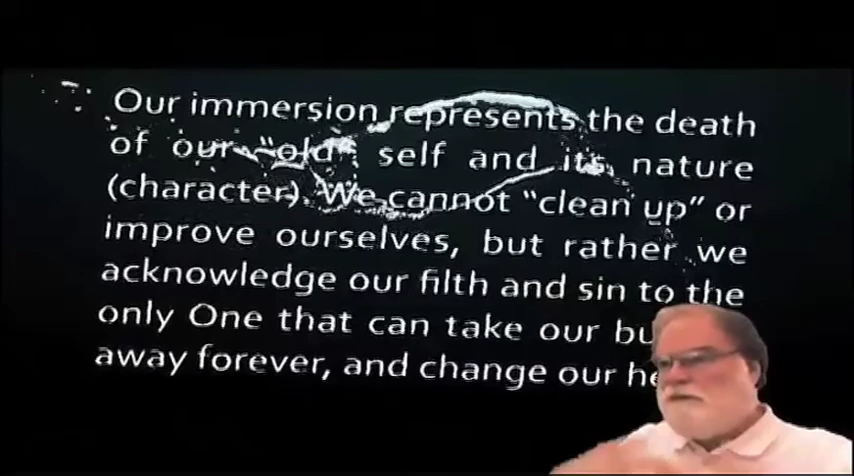 Our immersion represents the death
of our "old" self and its nature
(character). We cannot "clean up" or
improve ourselves, but rather we
acknowledge our filth and sin to the
only One that can take our
away forever, and change our